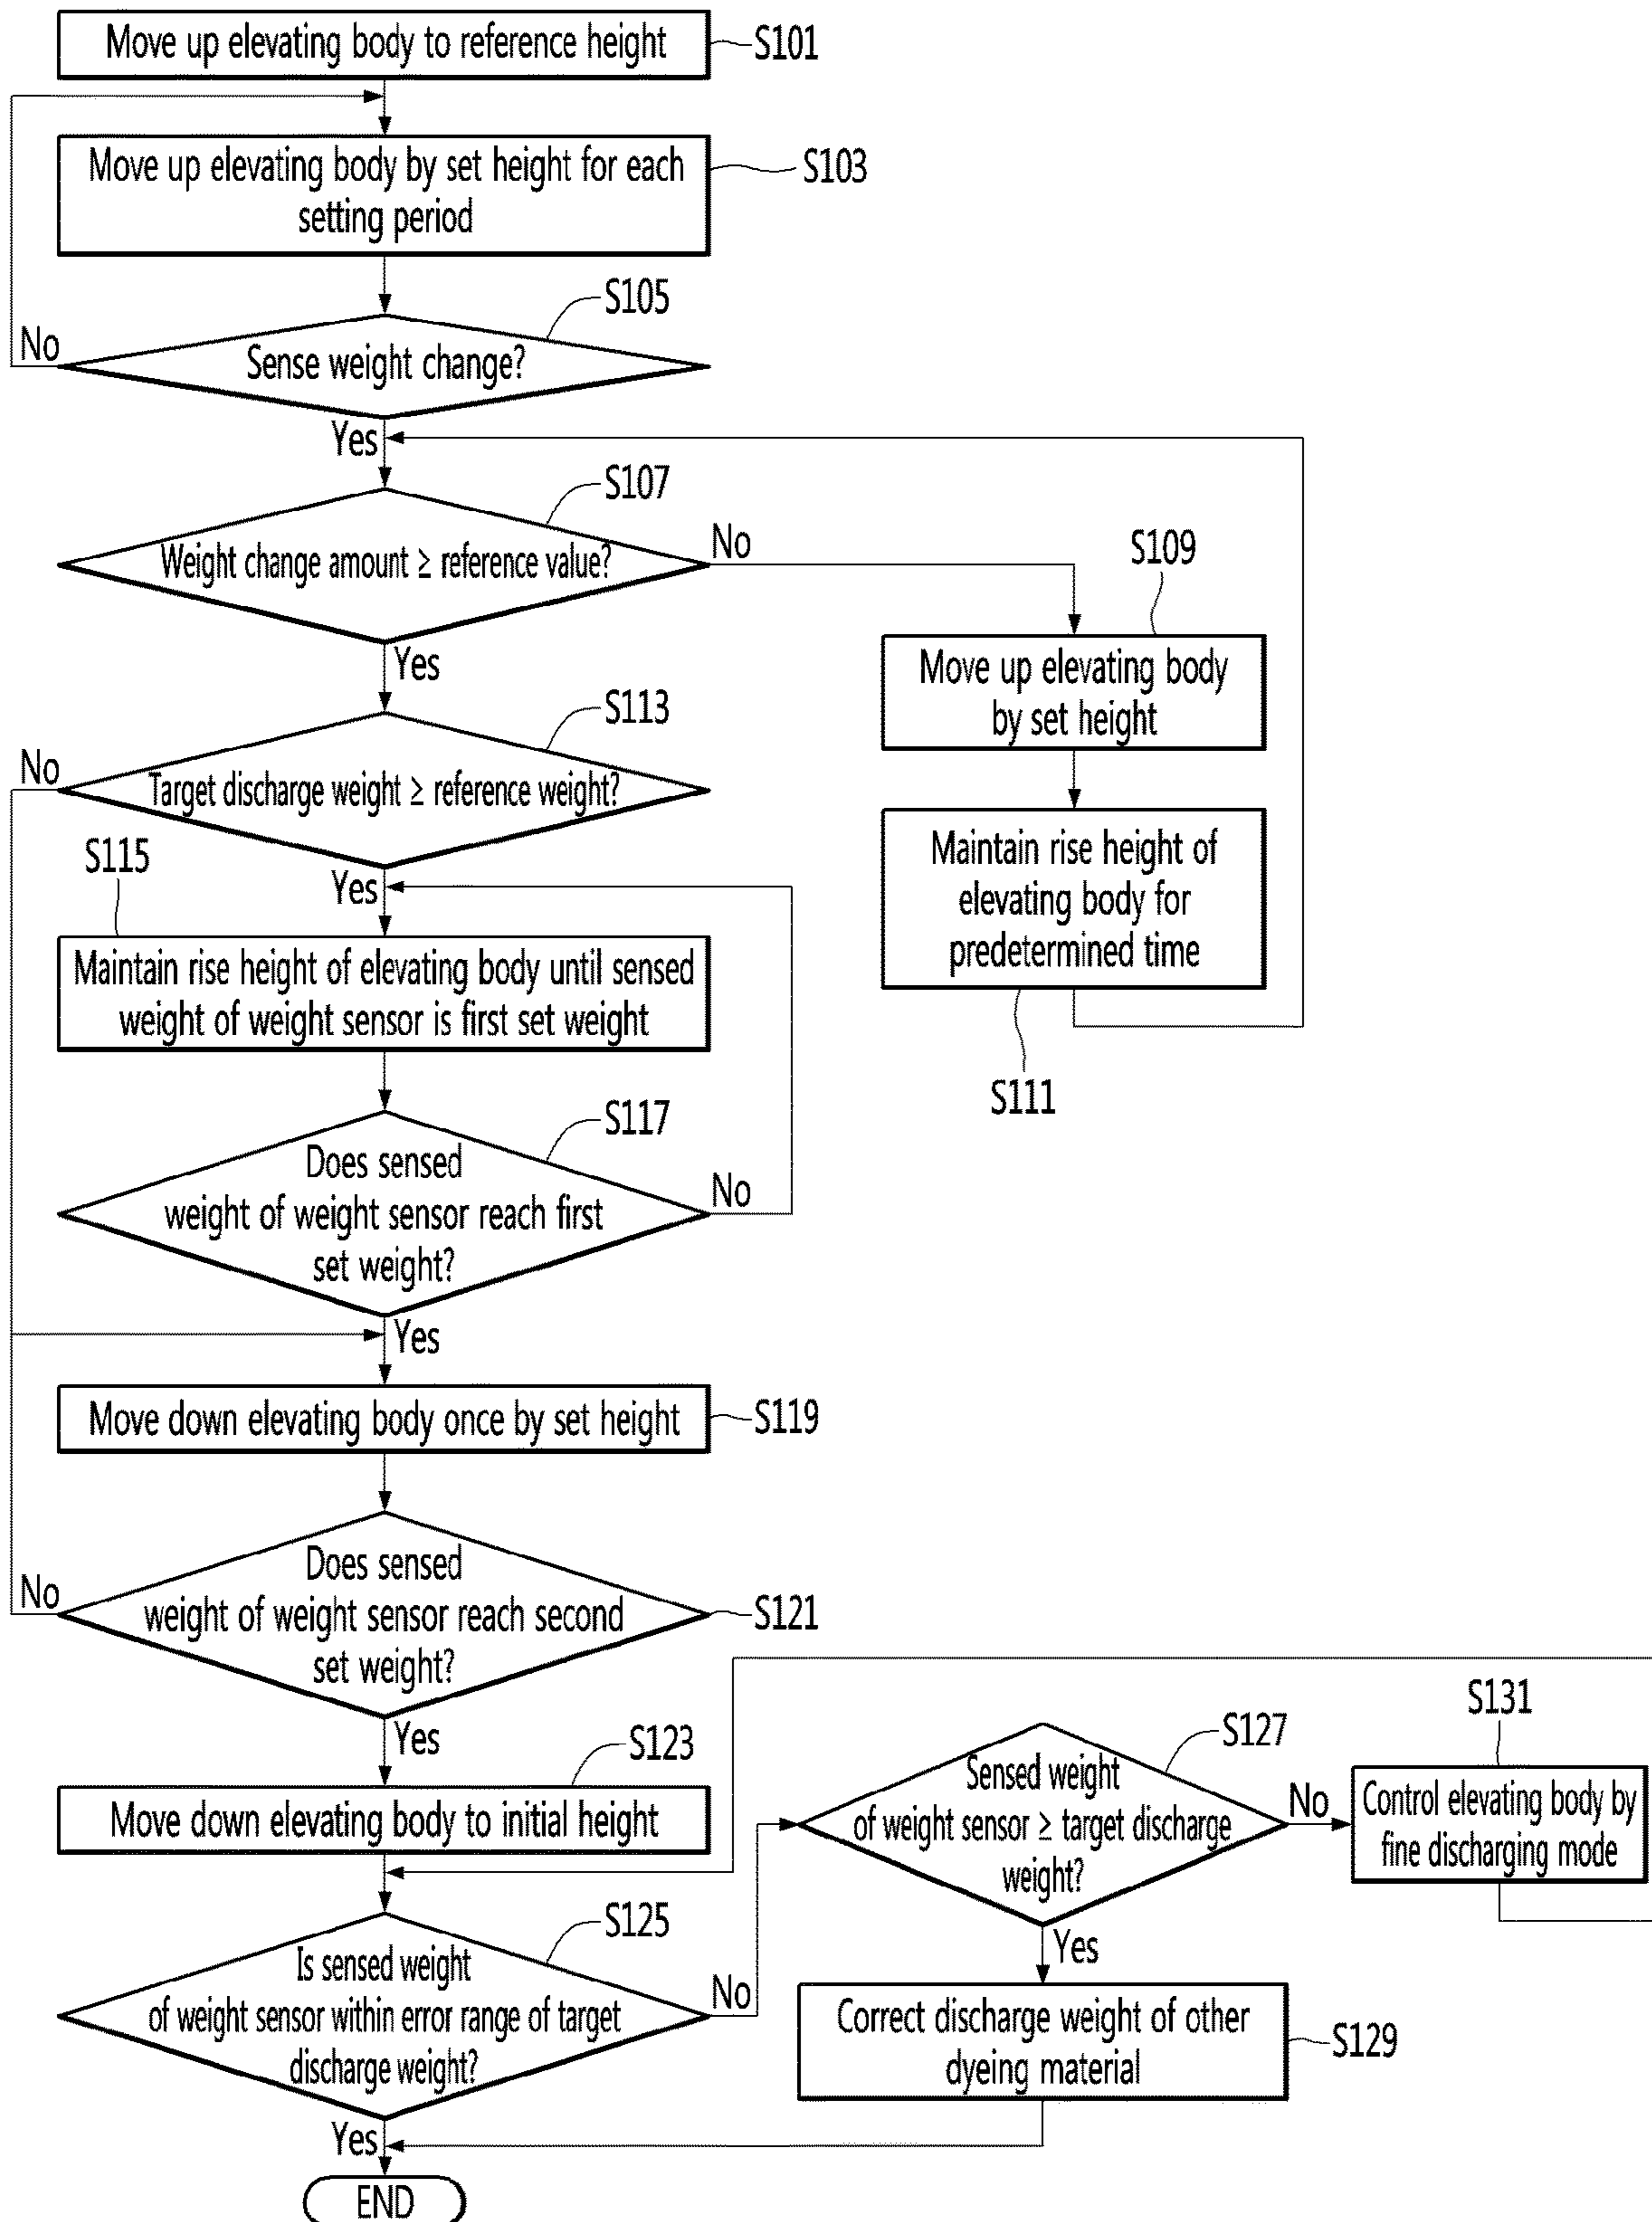 Move up elevating body to reference height
S101
Move up elevating body by set height for each
setting period
S103
S105
Sense weight change?
No
Yes
S107
Weight change amount ≥ reference value?
No
Yes
S109
Move up elevating body
by set height
Maintain rise height of
elevating body for
predetermined time
S111
S113
Target discharge weight ≥ reference weight?
No
Yes
S115
Maintain rise height of elevating body until sensed
weight of weight sensor is first set weight
S117
Does sensed
weight of weight sensor reach first
set weight?
No
Yes
Move down elevating body once by set height
S119
Does sensed
weight of weight sensor reach second
set weight?
S121
No
Yes
S123
Move down elevating body to initial height
S125
Is sensed weight
of weight sensor within error range of target
discharge weight?
No
Yes
S127
Sensed weight
of weight sensor ≥ target discharge
weight?
No
Yes
S131
Control elevating body by
fine discharging mode
Correct discharge weight of other
dyeing material
S129
END